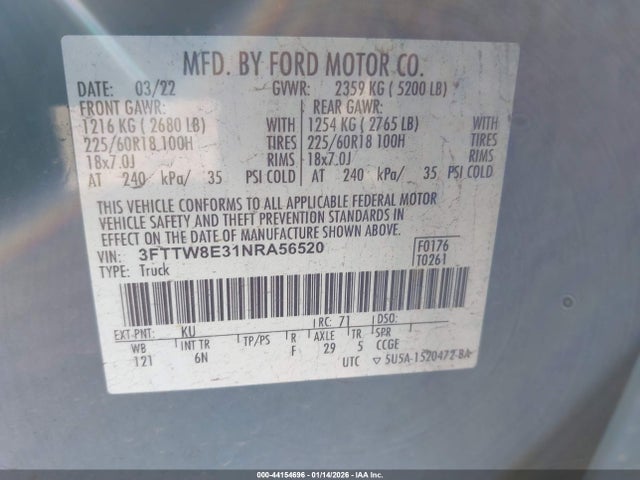 MFD. BY FORD MOTOR CO.
DATE: 03/22 GVWR: 2359 KG ( 5200 LB)
FRONT GAWR: REAR GAWR:
1216 KG ( 2680 LB) WITH 1254 KG ( 2765 LB) WITH
225/60R18 100H TIRES 225/60R18 100H TIRES
18x7.0J RIMS 18x7.0J RIMS
AT 240 kPa/ 35 PSI COLD AT 240 kPa/ 35 PSI COLD
THIS VEHICLE CONFORMS TO ALL APPLICABLE FEDERAL MOTOR
VEHICLE SAFETY AND THEFT PREVENTION STANDARDS IN
EFFECT ON THE DATE OF MANUFACTURE SHOWN ABOVE.
VIN: 3FTTW8E31NRA56520 F0176
TYPE: Truck T0261
EXT-PNT: KU RC: 71 DSO:
WB INT TR TP/PS R AXLE TR SPR
121 6N F 29 5 CCGE
UTC ▽ 5U5A-1520472-BA
000-44154696 - 01/14/2026 - IAA Inc.